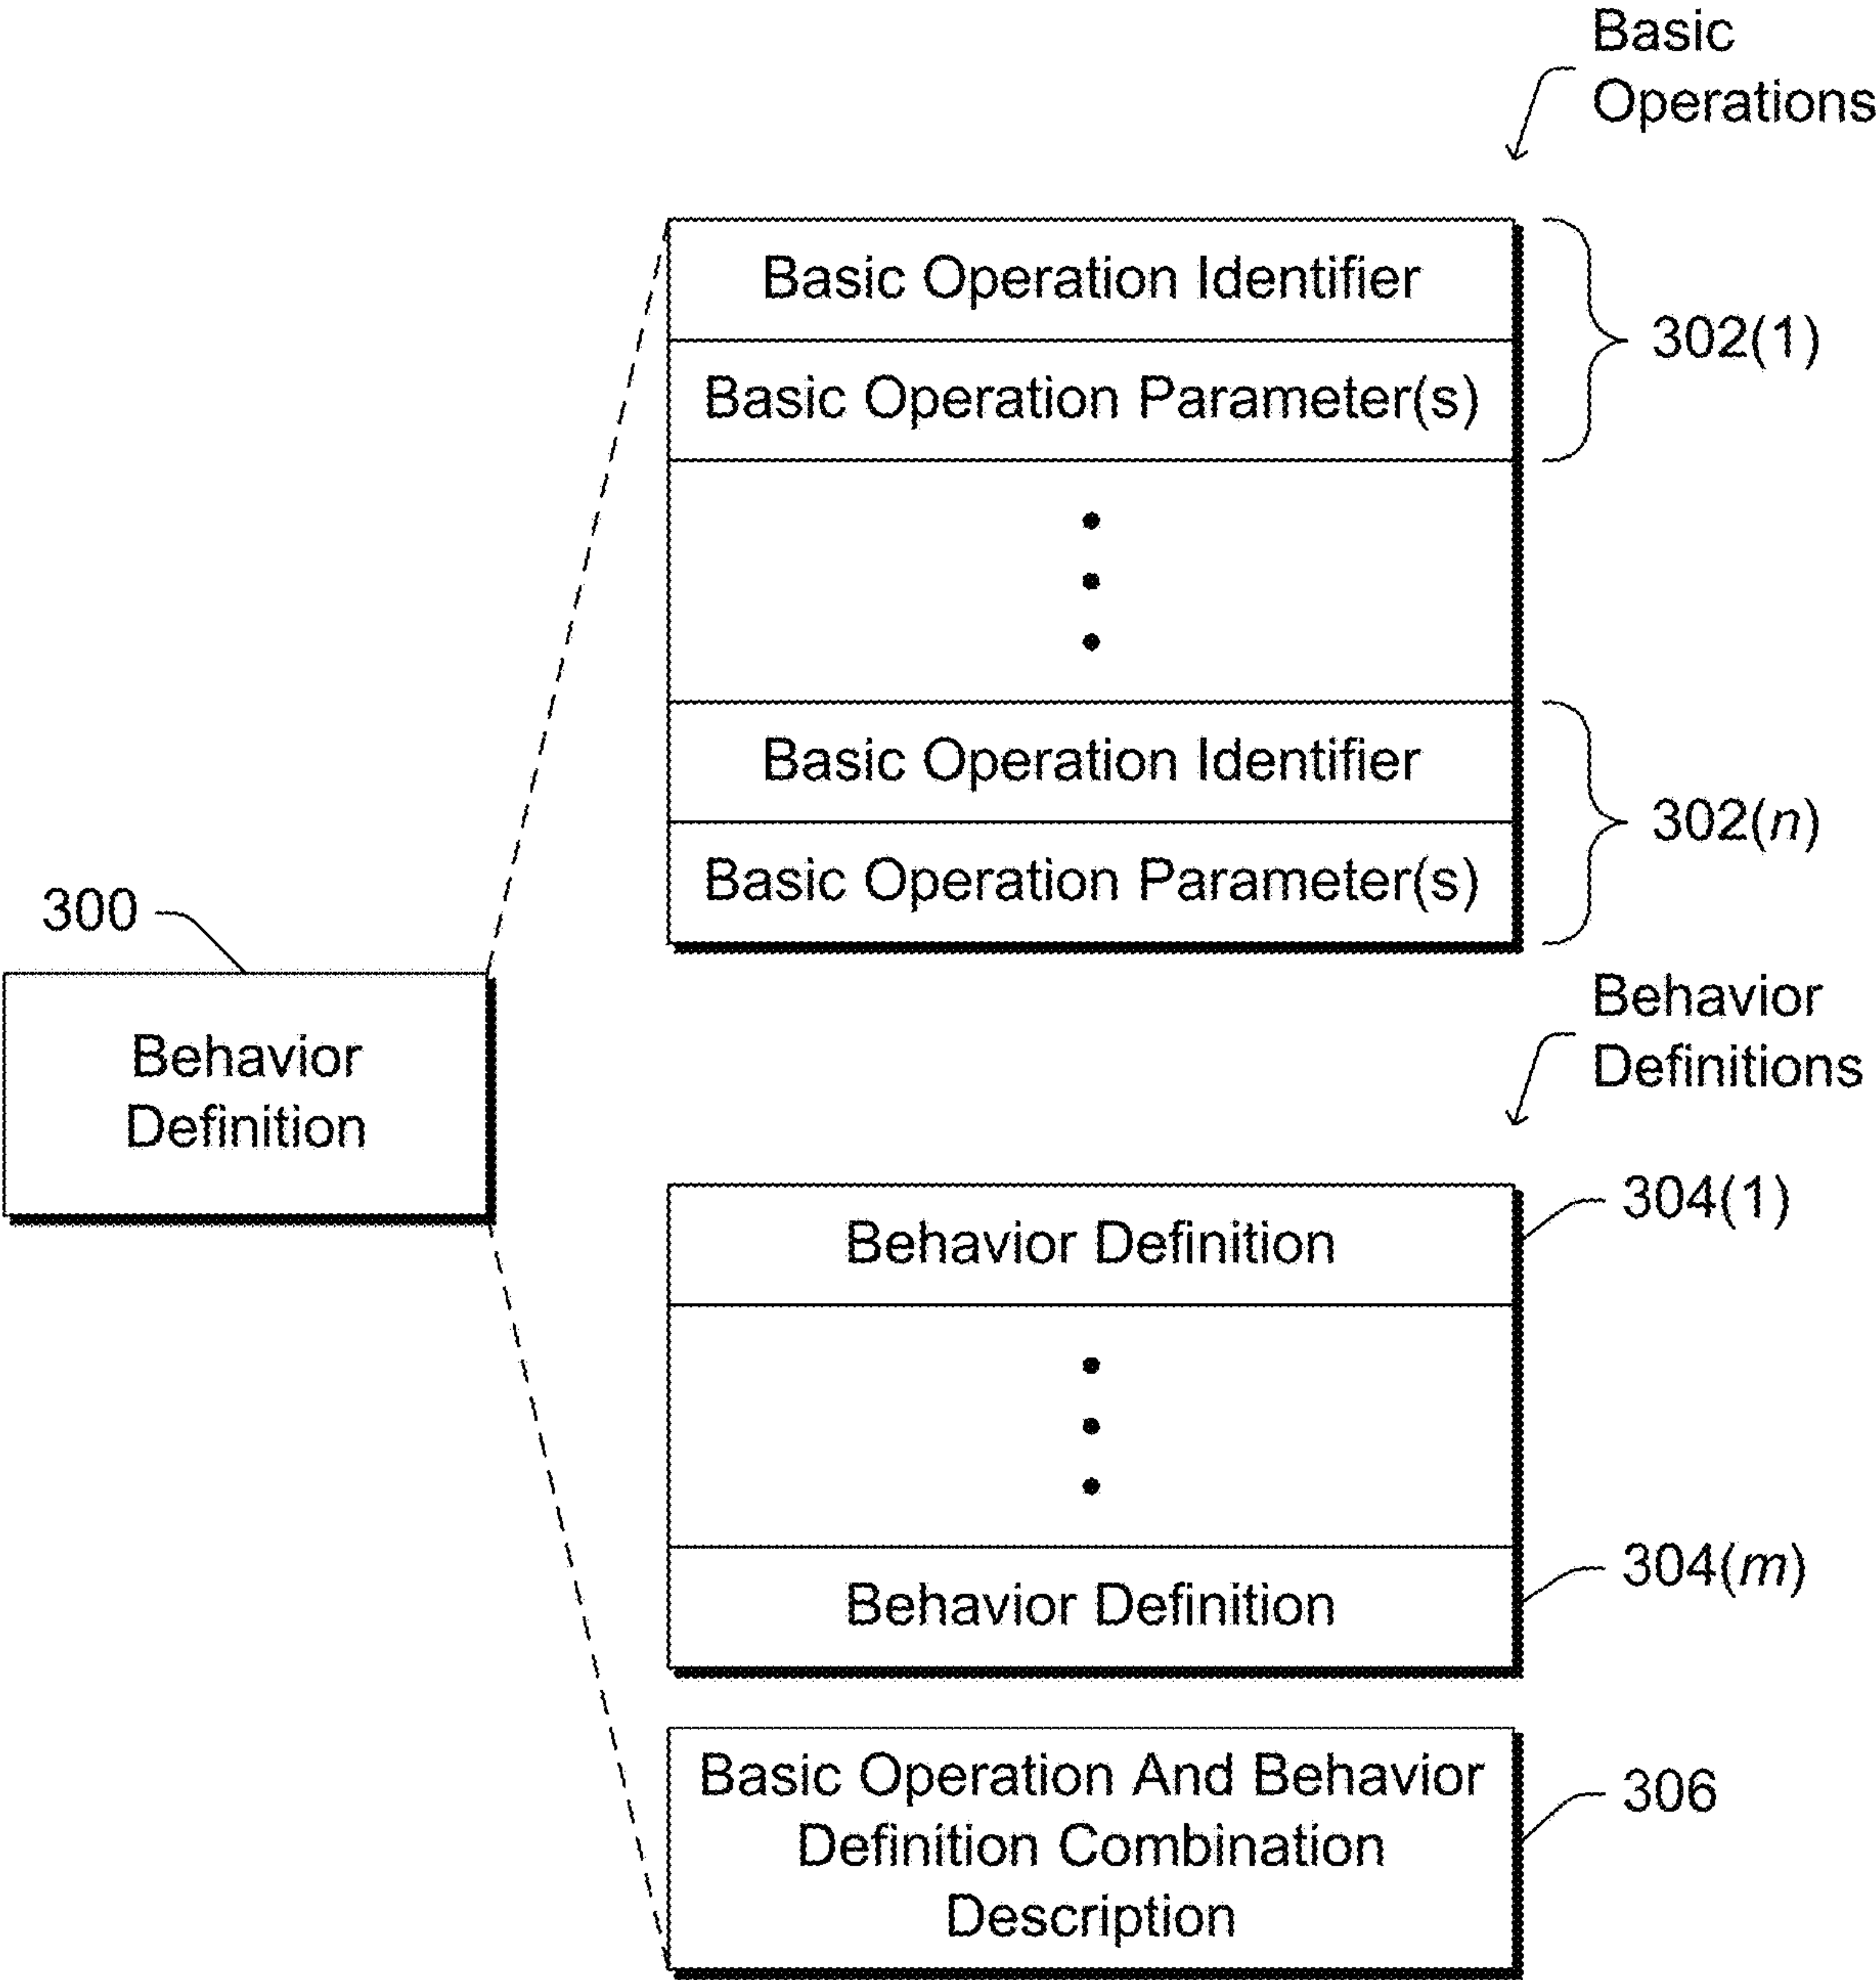 Basic
Operations
Basic Operation Identifier
302(1)
Basic Operation Parameter(s)
Basic Operation Identifier
302(n)
Basic Operation Parameter(s)
300
Behavior
Definition
Behavior
Definitions
304(1)
Behavior Definition
304(m)
Behavior Definition
Basic Operation And Behavior
Definition Combination
Description
306